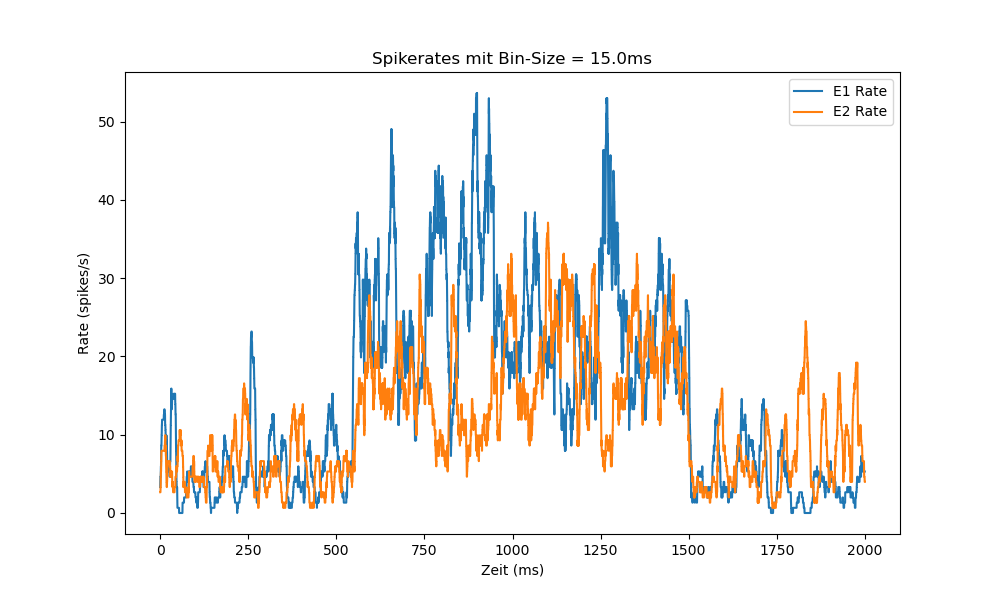 Spikerates mit Bin-Size = 15.0ms
E1 Rate
E2 Rate
50
40
30
20
10
0
Rate (spikes/s)
0 250 500 750 1000 1250 1500 1750 2000
Zeit (ms)